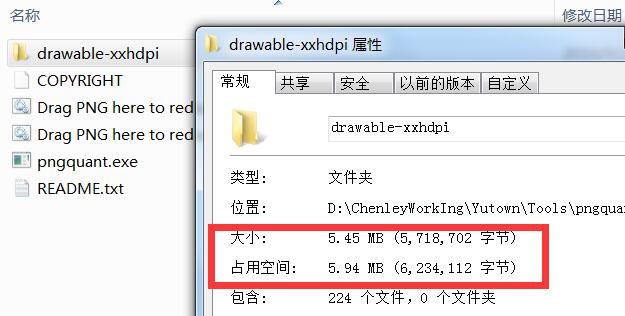 名称
修改日期
drawable-xxhdpi
COPYRIGHT
Drag PNG here to red
Drag PNG here to red
pngquant.exe
README.txt
drawable-xxhdpi 属性
常规 共享 安全 以前的版本 自定义
drawable-xxhdpi
类型: 文件夹
位置: D:\ChenleyWorkIng\Yutown\Tools\pngquan
大小: 5.45 MB (5,718,702 字节)
占用空间: 5.94 MB (6,234,112 字节)
包含: 224 个文件，0 个文件夹